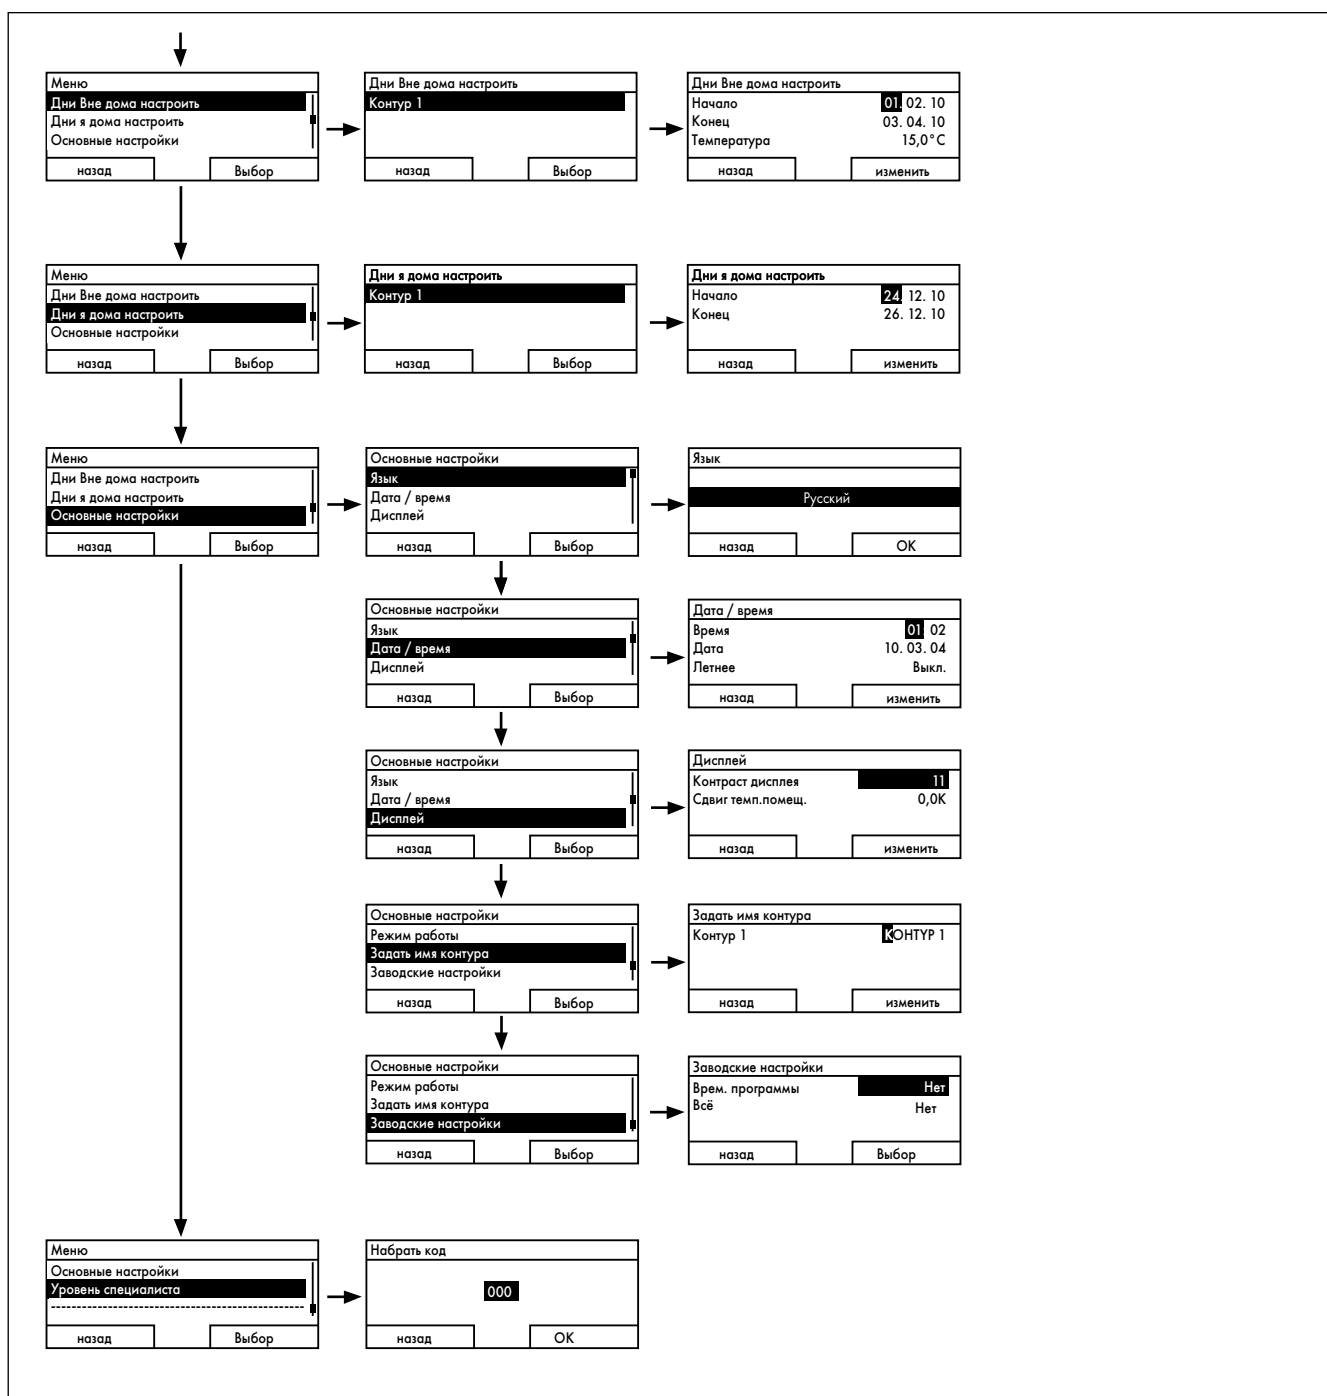 Меню
Дни Вне дома настроить
Дни я дома настроить
Основные настройки
назад Выбор
Дни Вне дома настроить
Контур 1
назад Выбор
Дни Вне дома настроить
Начало 01. 02. 10
Конец 03. 04. 10
Температура 15,0°C
назад изменить
Меню
Дни Вне дома настроить
Дни я дома настроить
Основные настройки
назад Выбор
Дни я дома настроить
Контур 1
назад Выбор
Дни я дома настроить
Начало 24. 12. 10
Конец 26. 12. 10
назад изменить
Меню
Дни Вне дома настроить
Дни я дома настроить
Основные настройки
назад Выбор
Основные настройки
Язык
Дата / время
Дисплей
назад Выбор
Язык
Русский
назад ОК
Основные настройки
Язык
Дата / время
Дисплей
назад Выбор
Дата / время
Время 01. 02
Дата 10. 03. 04
Летнее Выкл.
назад изменить
Основные настройки
Язык
Дата / время
Дисплей
назад Выбор
Дисплей
Контраст дисплея 11
Сдвиг темп.помещ. 0,0K
назад изменить
Основные настройки
Режим работы
Задать имя контура
Заводские настройки
назад Выбор
Задать имя контура
Контур 1 КОНТУР 1
назад изменить
Основные настройки
Режим работы
Задать имя контура
Заводские настройки
назад Выбор
Заводские настройки
Врем. программы Нет
Всё Нет
назад Выбор
Меню
Основные настройки
Уровень специалиста
--------------------------------------------------
назад Выбор
Набрать код
000
назад ОК